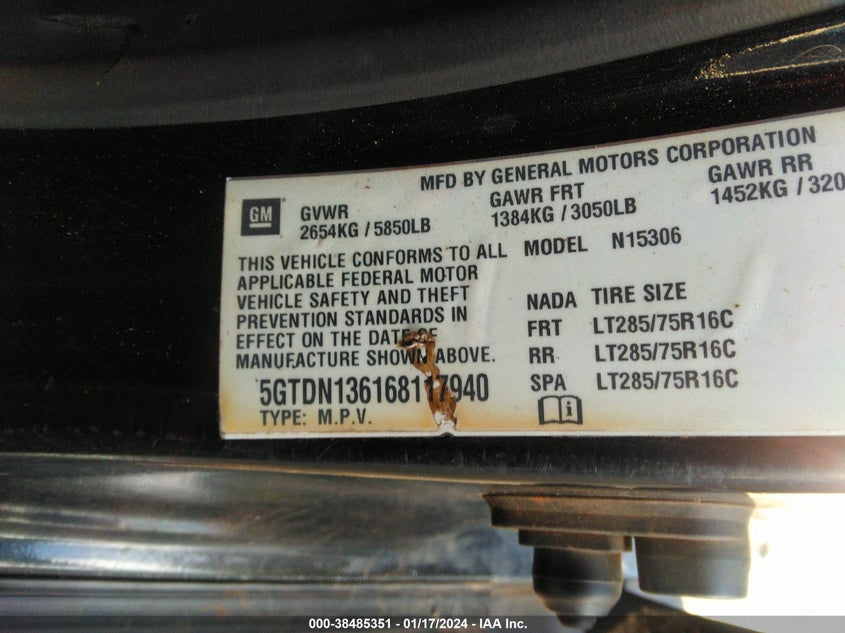 MFD BY GENERAL MOTORS CORPORATION
GM
GVWR GAWR FRT GAWR RR
2654KG / 5850LB 1384KG / 3050LB 1452KG / 320
THIS VEHICLE CONFORMS TO ALL MODEL N15306
APPLICABLE FEDERAL MOTOR
VEHICLE SAFETY AND THEFT NADA TIRE SIZE
PREVENTION STANDARDS IN FRT LT285/75R16C
EFFECT ON THE DATE OF RR LT285/75R16C
MANUFACTURE SHOWN ABOVE. SPA LT285/75R16C
5GTDN136168117940
TYPE: M.P.V.
000-38485351 - 01/17/2024 - IAA Inc.